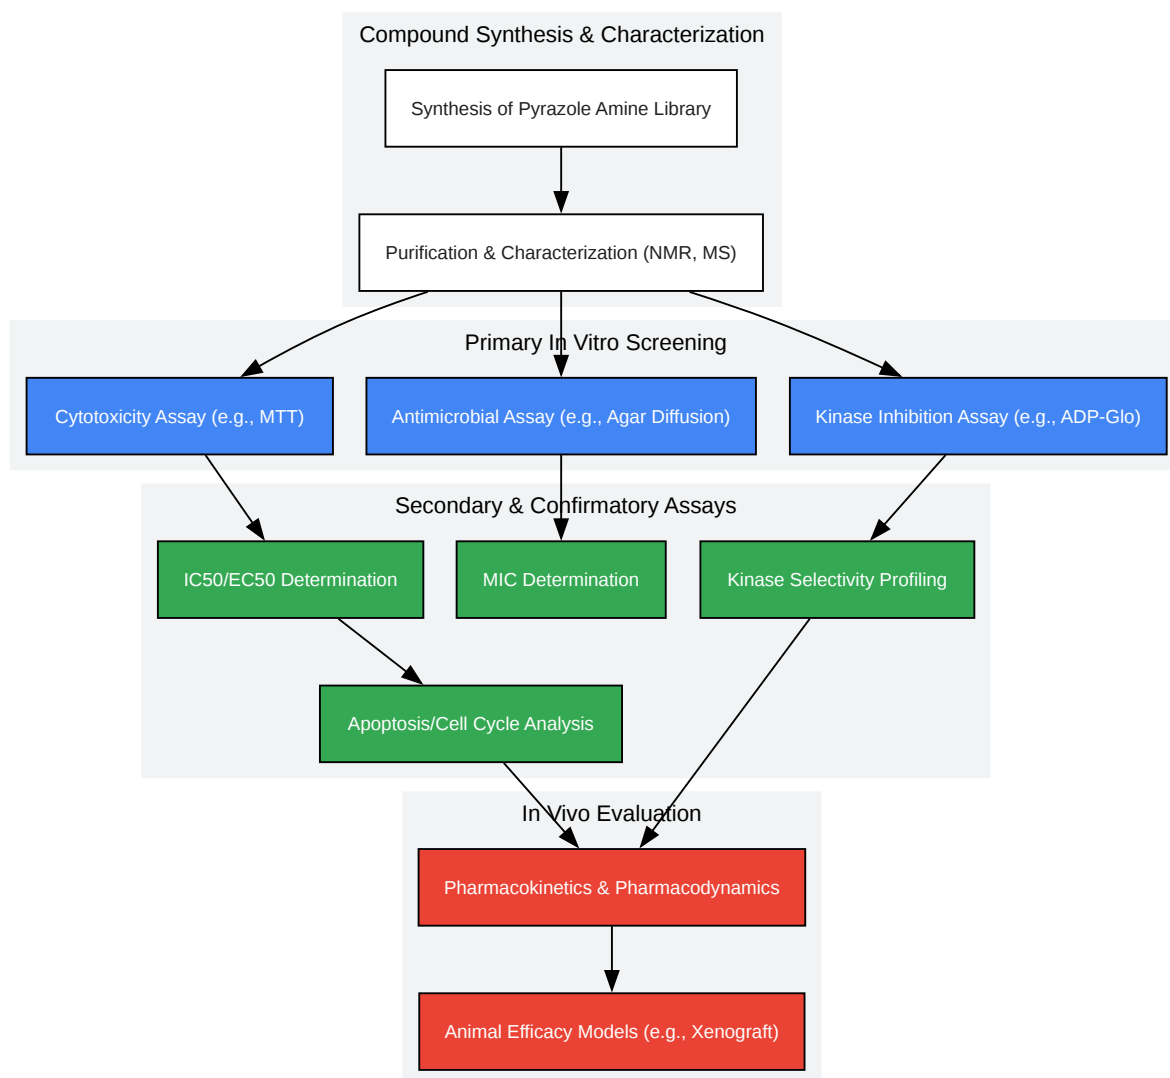 Compound Synthesis & Characterization
Synthesis of Pyrazole Amine Library
Purification & Characterization (NMR, MS)
Primary In Vitro Screening
Cytotoxicity Assay (e.g., MTT)
Antimicrobial Assay (e.g., Agar Diffusion)
Kinase Inhibition Assay (e.g., ADP-Glo)
Secondary & Confirmatory Assays
IC50/EC50 Determination
MIC Determination
Kinase Selectivity Profiling
Apoptosis/Cell Cycle Analysis
In Vivo Evaluation
Pharmacokinetics & Pharmacodynamics
Animal Efficacy Models (e.g., Xenograft)